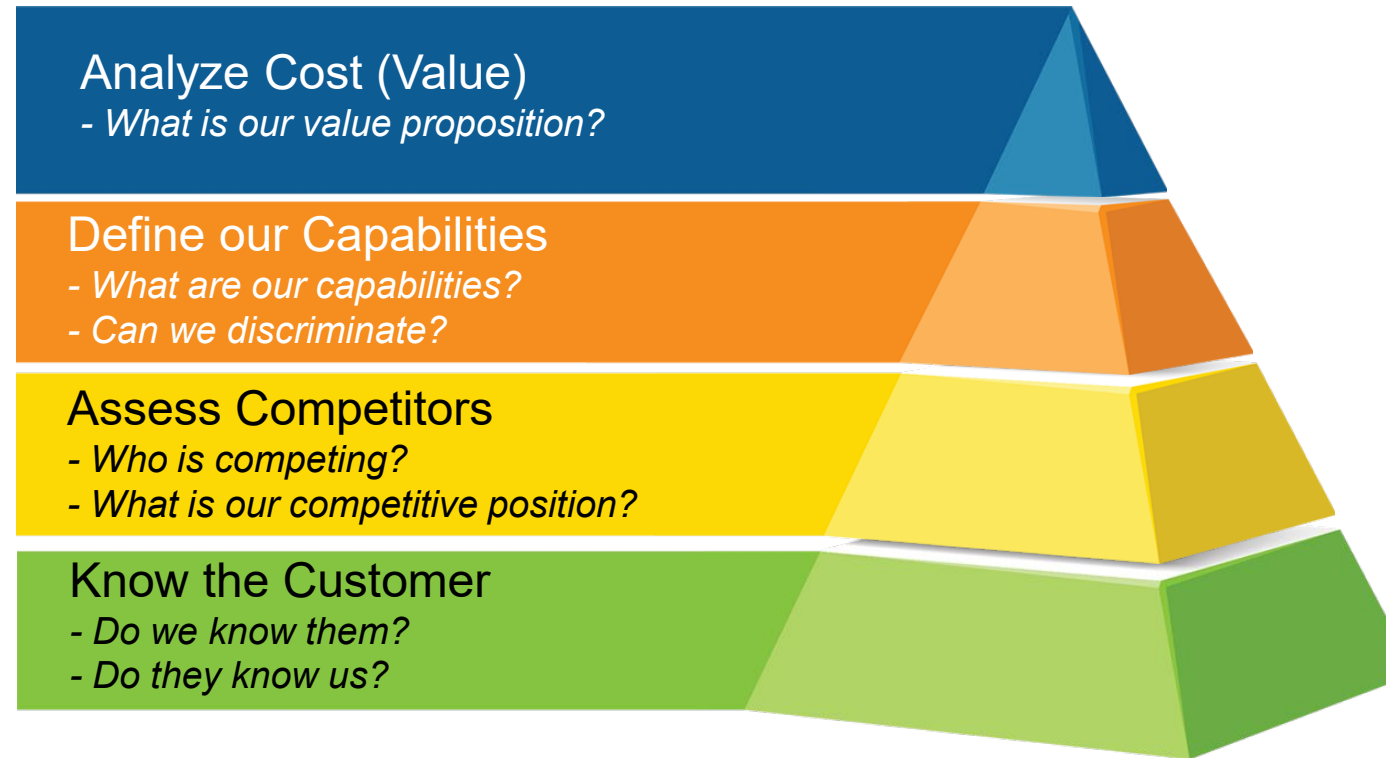 Analyze Cost (Value)
- What is our value proposition?
Define our Capabilities
- What are our capabilities?
- Can we discriminate?
Assess Competitors
- Who is competing?
- What is our competitive position?
Know the Customer
- Do we know them?
- Do they know us?